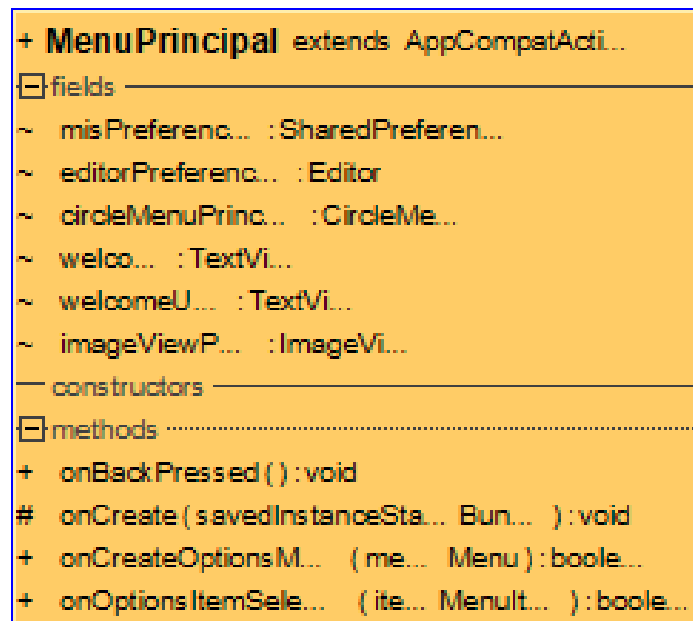 + MenuPrincipal extends AppCompatActi...
fields
~ misPreferenc... :SharedPreferen...
~ editorPreferenc... :Editor
~ circleMenuPrinc... :CircleMe...
~ welco... :TextVi...
~ welcomeU... :TextVi...
~ imageViewP... :ImageVi...
constructors
methods
+ onBackPressed():void
# onCreate(savedInstanceSta... Bun... ):void
+ onCreateOptionsM... (me... Menu):boole...
+ onOptionsItemSele... (ite... MenuIt... ):boole...